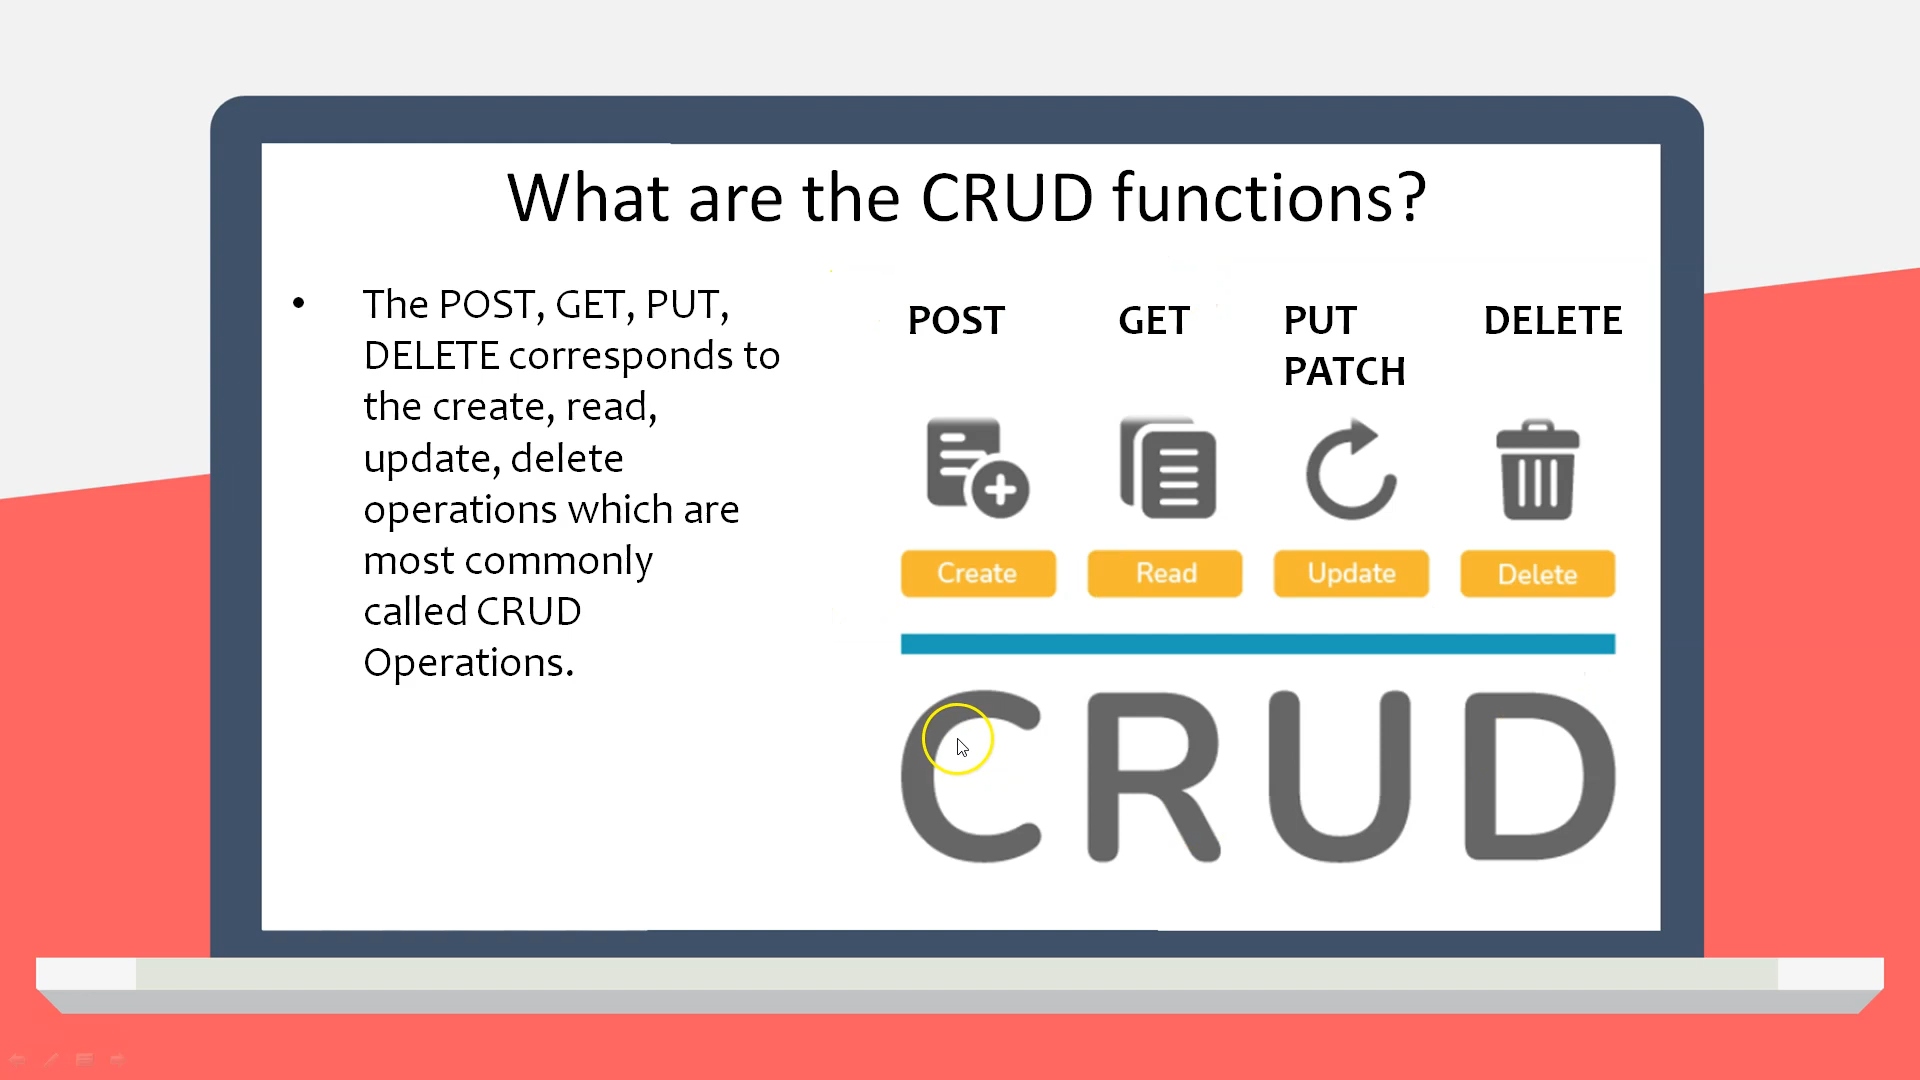 What are the CRUD functions?
• The POST, GET, PUT,
DELETE corresponds to
the create, read,
update, delete
operations which are
most commonly
called CRUD
Operations.
POST GET PUT DELETE
PATCH
Create Read Update Delete
CRUD